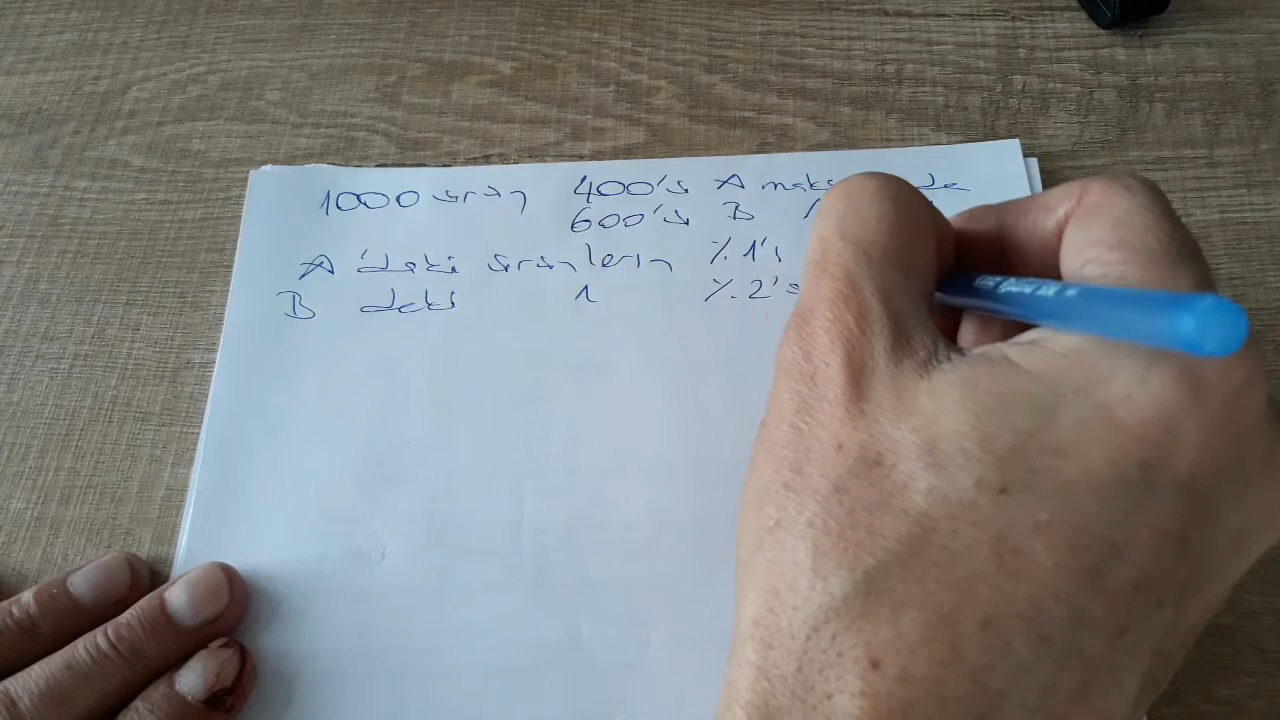 1000 ürün 400'ü A
600'ü B
A'daki ürünlerin %1'i
B deki " %2'si